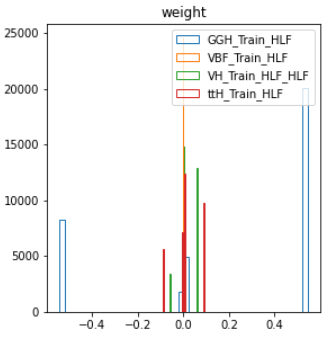 weight
GGH_Train_HLF
VBF_Train_HLF
VH_Train_HLF_HLF
ttH_Train_HLF
25000
20000
15000
10000
5000
0
−0.4 −0.2 0.0 0.2 0.4